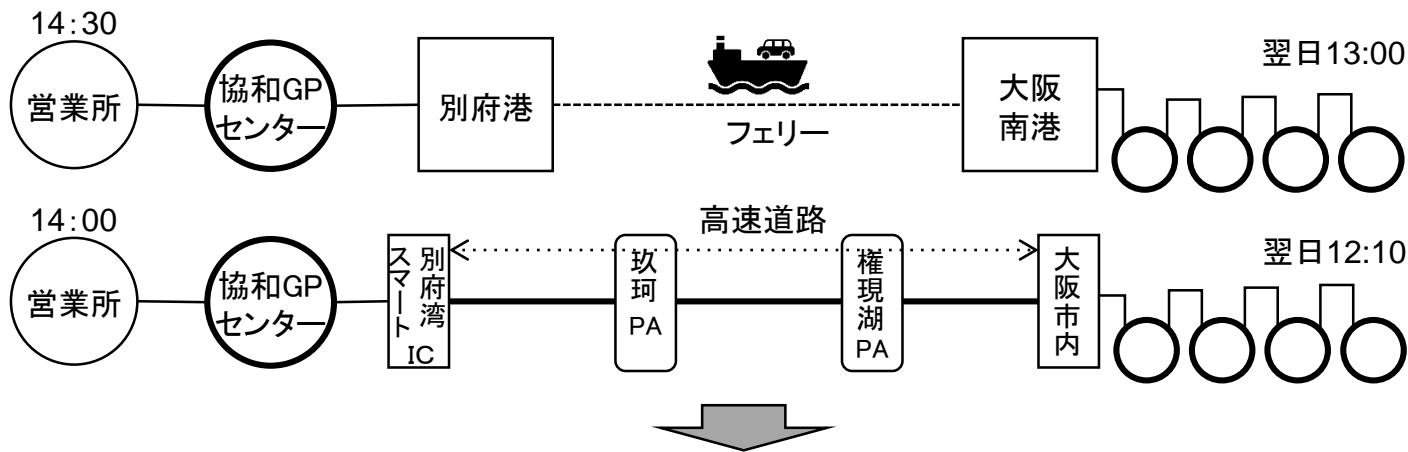 14:30
営業所
協和GP
センター
別府港
フェリー
大阪
南港
翌日13:00
14:00
営業所
協和GP
センター
別府湾
スマート
IC
高速道路
玖珂
PA
権現湖
PA
大阪市内
翌日12:10